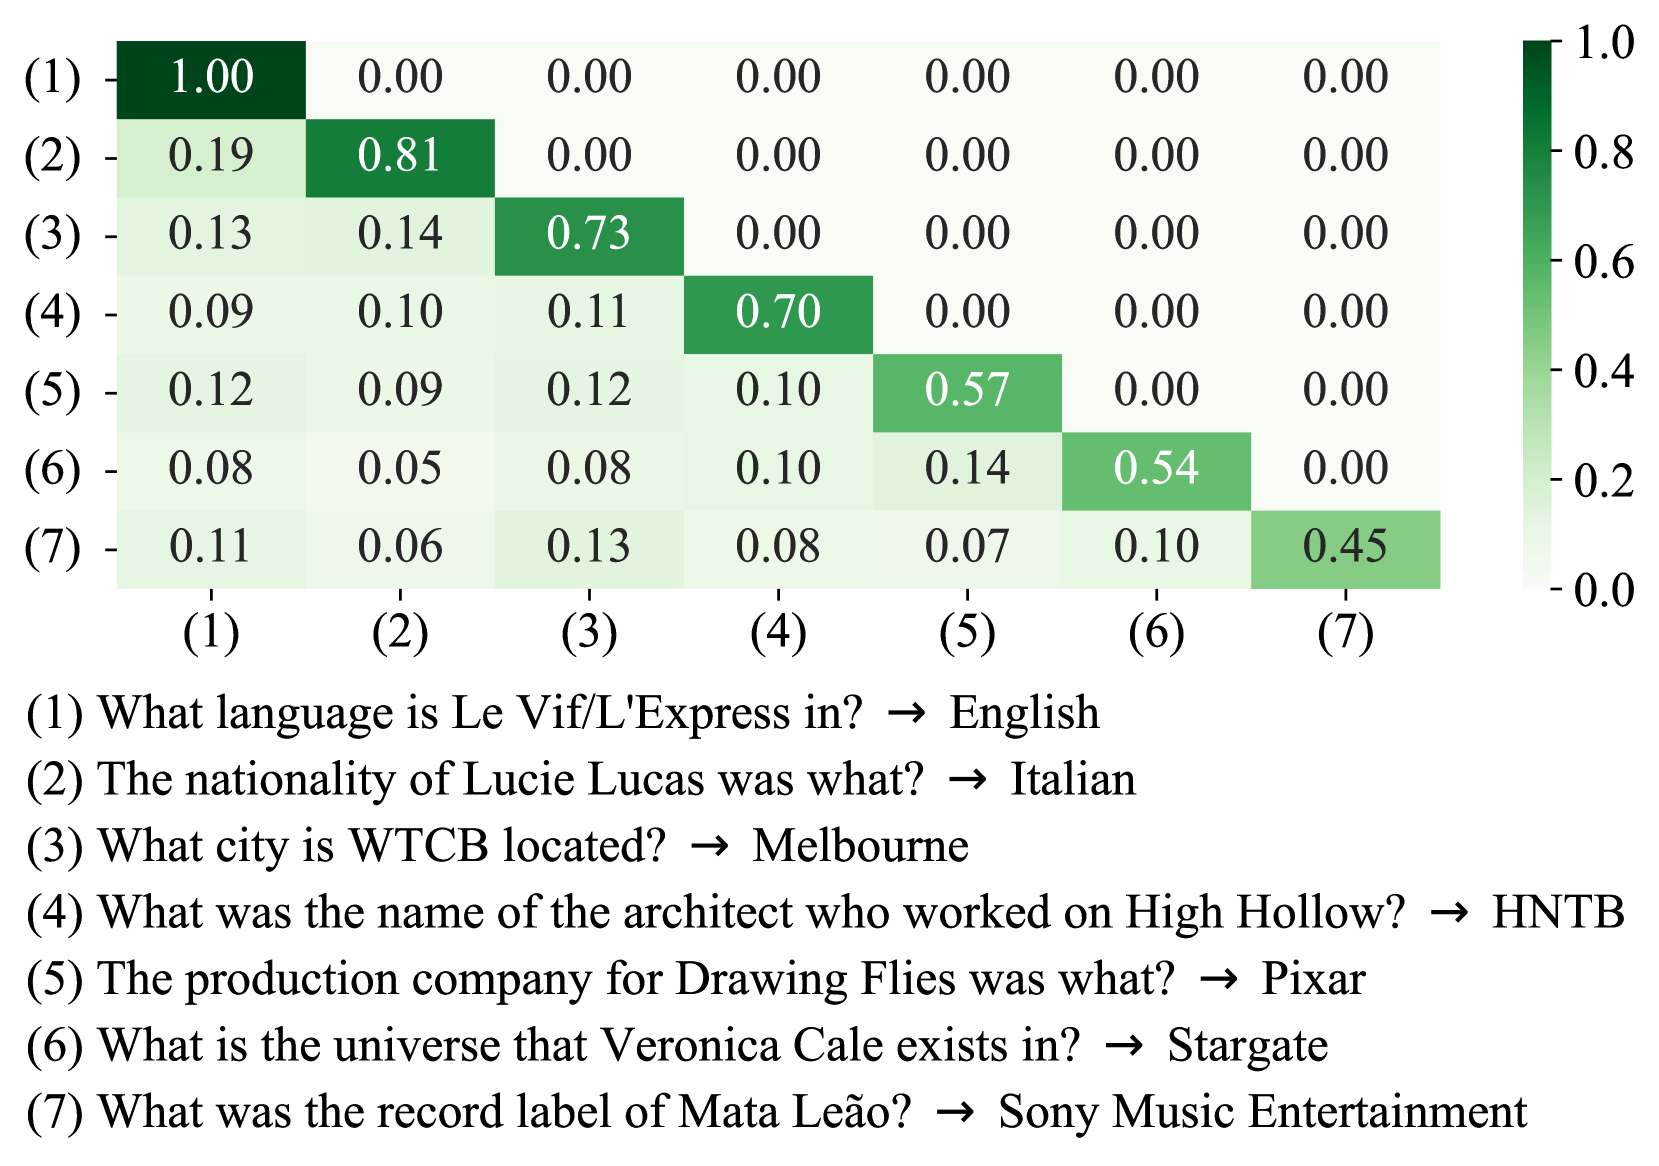 (1) 1.00 0.00 0.00 0.00 0.00 0.00 0.00 1.0
(2) 0.19 0.81 0.00 0.00 0.00 0.00 0.00 0.8
(3) 0.13 0.14 0.73 0.00 0.00 0.00 0.00 0.6
(4) 0.09 0.10 0.11 0.70 0.00 0.00 0.00
(5) 0.12 0.09 0.12 0.10 0.57 0.00 0.00 0.4
(6) 0.08 0.05 0.08 0.10 0.14 0.54 0.00 0.2
(7) 0.11 0.06 0.13 0.08 0.07 0.10 0.45 0.0
(1) (2) (3) (4) (5) (6) (7)
(1) What language is Le Vif/L'Express in? → English
(2) The nationality of Lucie Lucas was what? → Italian
(3) What city is WTCB located? → Melbourne
(4) What was the name of the architect who worked on High Hollow? → HNTB
(5) The production company for Drawing Flies was what? → Pixar
(6) What is the universe that Veronica Cale exists in? → Stargate
(7) What was the record label of Mata Leão? → Sony Music Entertainment